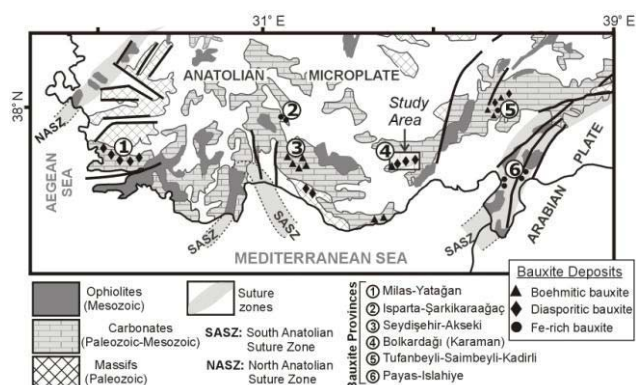 31° E
39° E
38° N
ANATOLIAN MICROPLATE
Study
Area
NASZ
AEGEAN
SEA
1
2
3
4
5
6
SASZ
SASZ
SASZ
ARABIAN
PLATE
MEDITERRANEAN SEA
Ophiolites
(Mesozoic)
Carbonates
(Paleozoic-Mesozoic)
Massifs
(Paleozoic)
Suture
zones
SASZ: South Anatolian
Suture Zone
NASZ: North Anatolian
Suture Zone
Bauxite Provinces
1 Milas-Yatağan
2 Isparta-Şarkikaraağaç
3 Seydişehir-Akseki
4 Bolkardağı (Karaman)
5 Tufanbeyli-Saimbeyli-Kadirli
6 Payas-Islahiye
Bauxite Deposits
Boehmitic bauxite
Diasporitic bauxite
Fe-rich bauxite